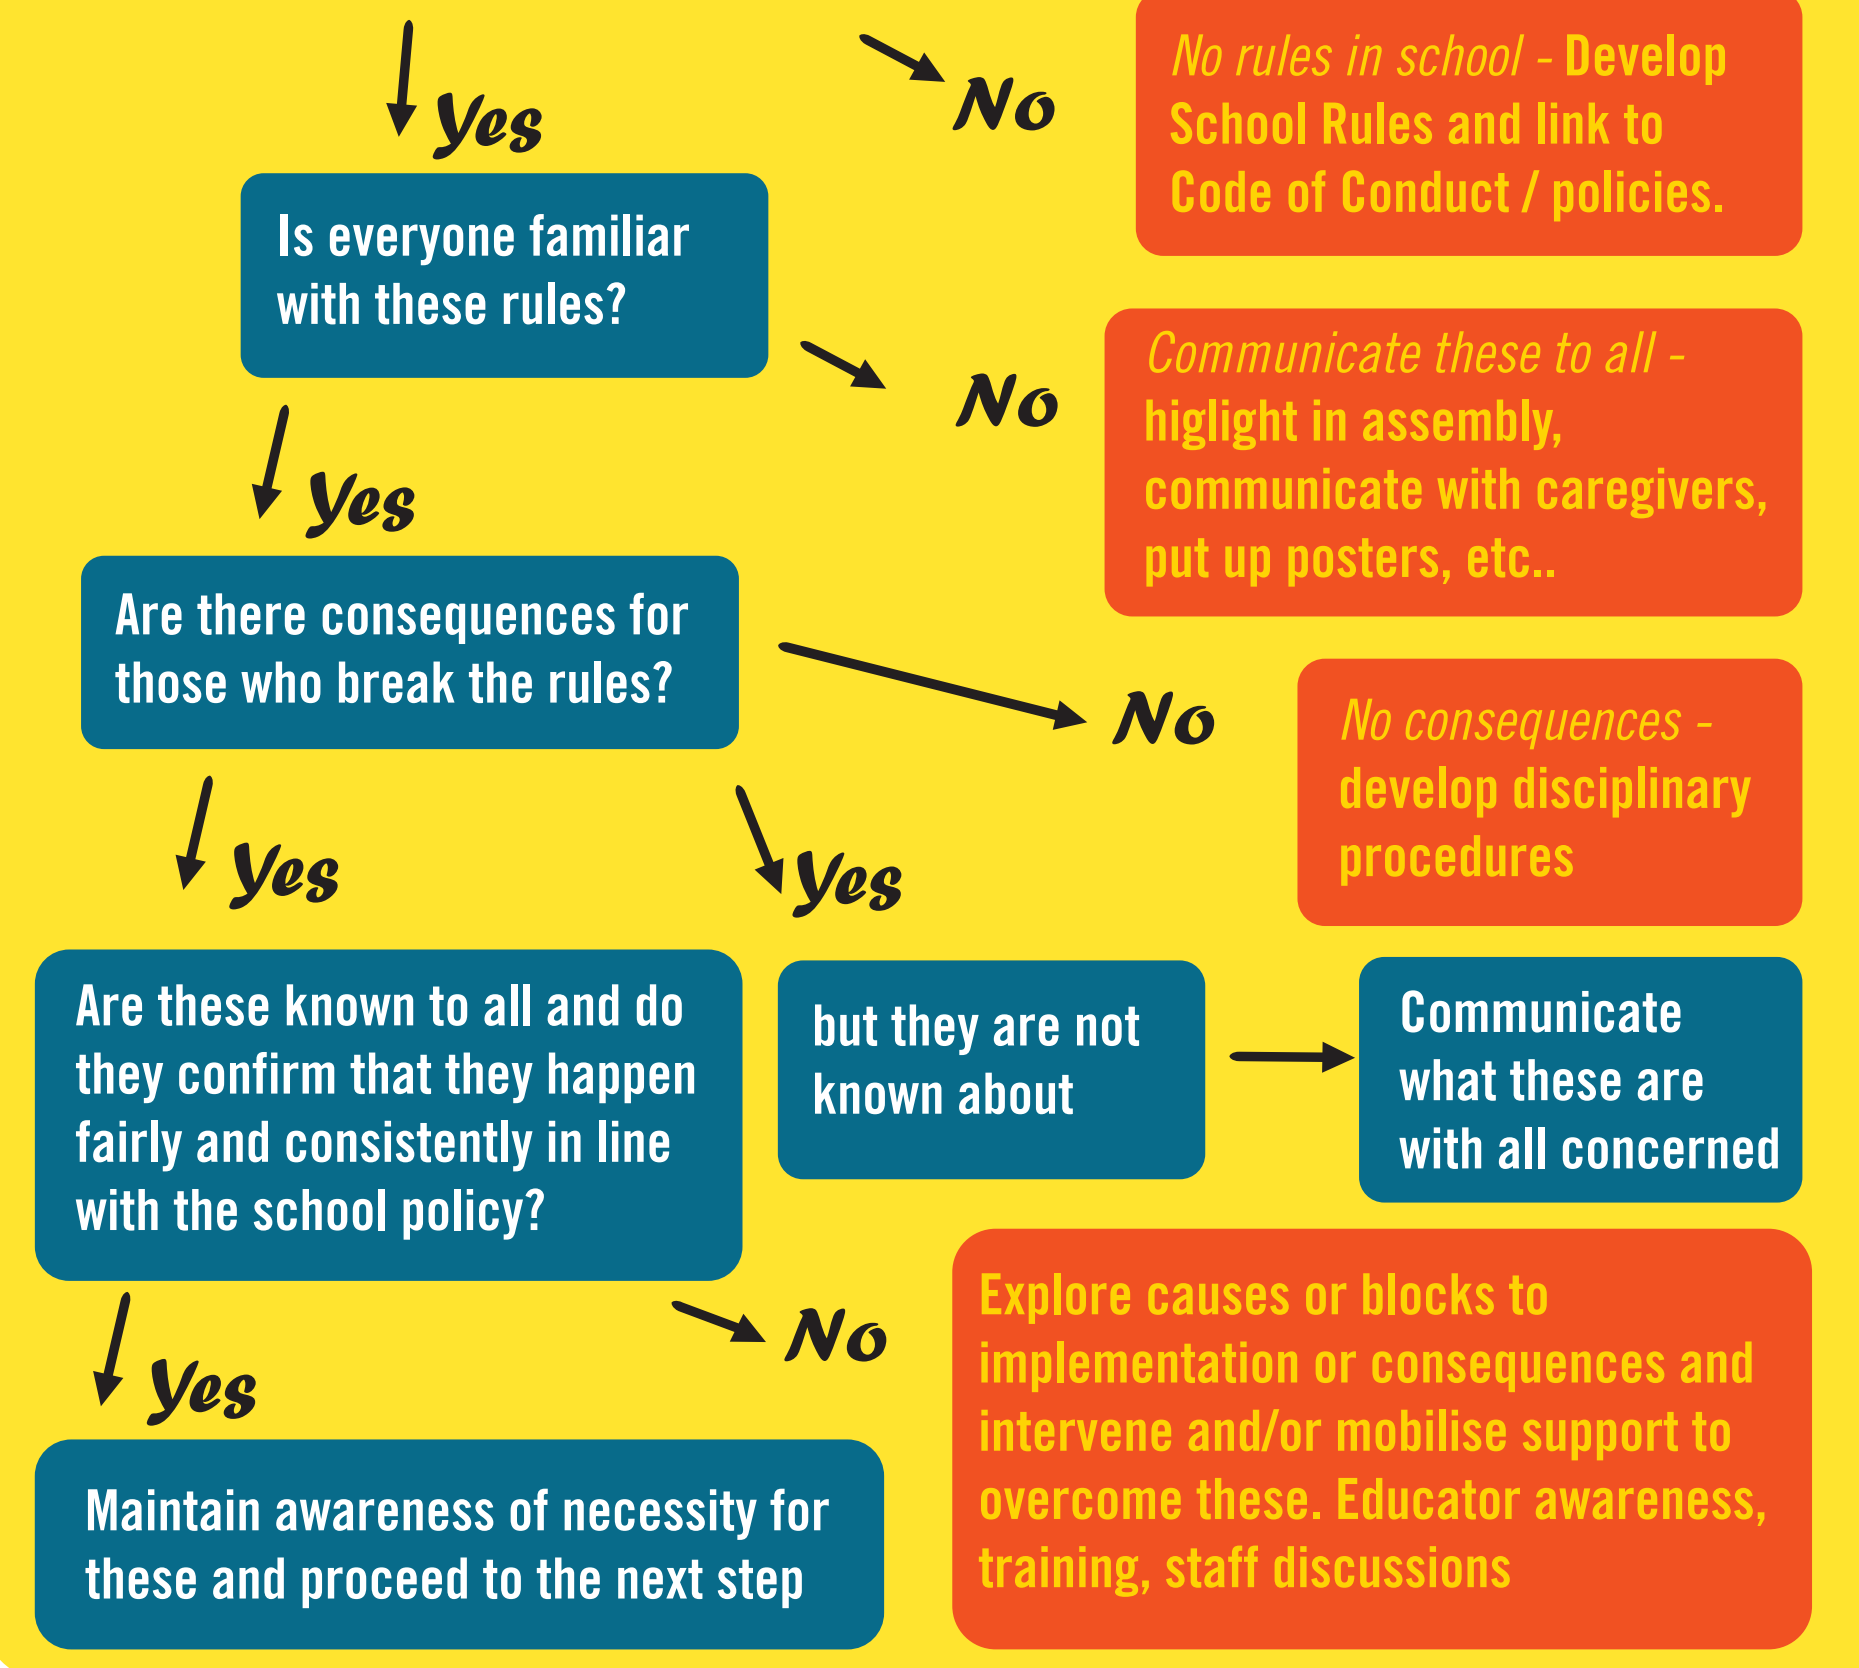 Yes
No
No rules in school - Develop
School Rules and link to
Code of Conduct / policies.
Is everyone familiar
with these rules?
No
Communicate these to all -
higlight in assembly,
communicate with caregivers,
put up posters, etc..
Yes
Are there consequences for
those who break the rules?
No
No consequences -
develop disciplinary
procedures
Yes
Yes
Are these known to all and do
they confirm that they happen
fairly and consistently in line
with the school policy?
but they are not
known about
Communicate
what these are
with all concerned
No
Explore causes or blocks to
implementation or consequences and
intervene and/or mobilise support to
overcome these. Educator awareness,
training, staff discussions
Yes
Maintain awareness of necessity for
these and proceed to the next step